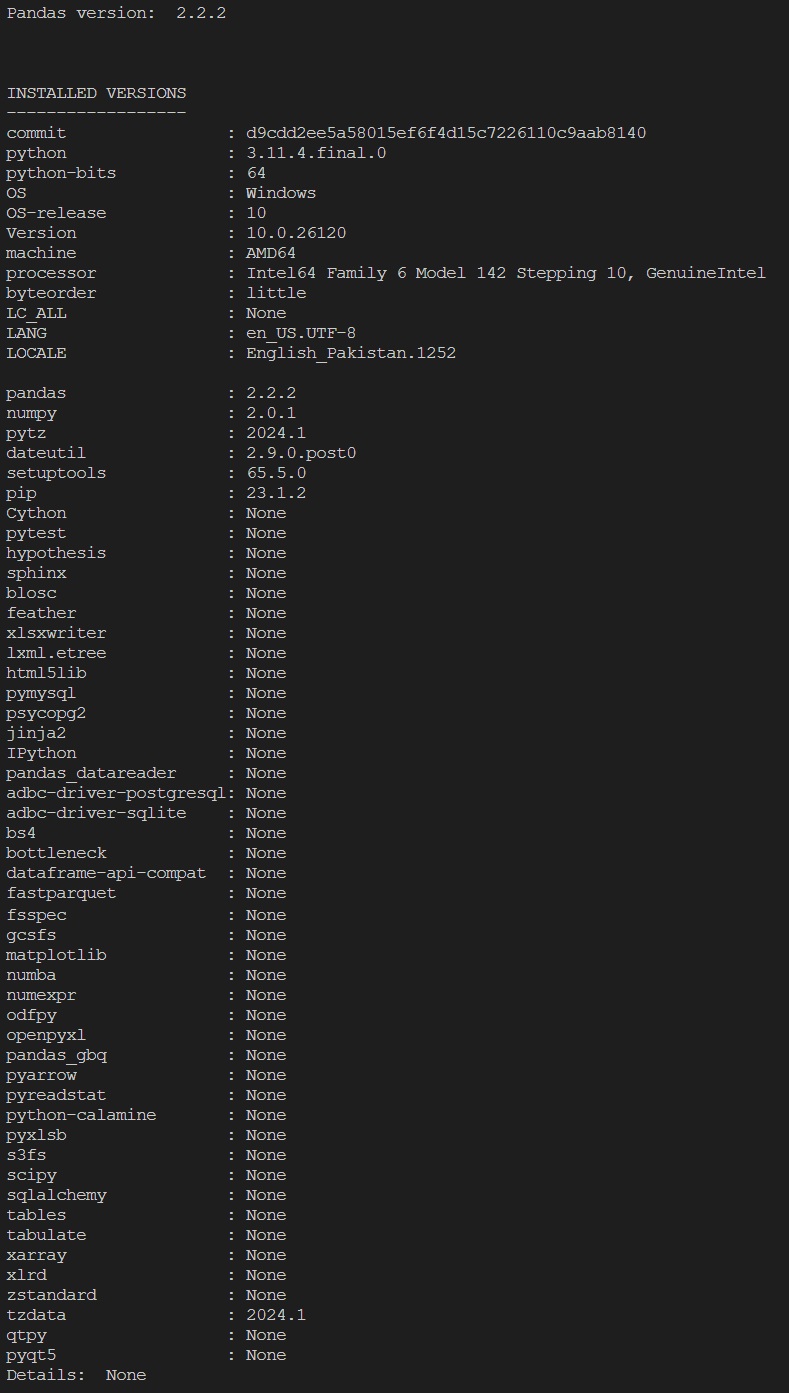 Pandas version:  2.2.2
INSTALLED VERSIONS
------------------
commit                : d9cdd2ee5a58015ef6f4d15c7226110c9aab8140
python                : 3.11.4.final.0
python-bits           : 64
OS                    : Windows
OS-release            : 10
Version               : 10.0.26120
machine               : AMD64
processor             : Intel64 Family 6 Model 142 Stepping 10, GenuineIntel
byteorder             : little
LC_ALL                : None
LANG                  : en_US.UTF-8
LOCALE                : English_Pakistan.1252
pandas                : 2.2.2
numpy                 : 2.0.1
pytz                  : 2024.1
dateutil              : 2.9.0.post0
setuptools            : 65.5.0
pip                   : 23.1.2
Cython                : None
pytest                : None
hypothesis            : None
sphinx                : None
blosc                 : None
feather               : None
xlsxwriter            : None
lxml.etree            : None
html5lib              : None
pymysql               : None
psycopg2              : None
jinja2                : None
IPython               : None
pandas_datareader     : None
adbc-driver-postgresql: None
adbc-driver-sqlite    : None
bs4                   : None
bottleneck            : None
dataframe-api-compat  : None
fastparquet           : None
fsspec                : None
gcsfs                 : None
matplotlib            : None
numba                 : None
numexpr               : None
odfpy                 : None
openpyxl              : None
pandas_gbq            : None
pyarrow               : None
pyreadstat            : None
python-calamine       : None
pyxlsb                : None
s3fs                  : None
scipy                 : None
sqlalchemy            : None
tables                : None
tabulate              : None
xarray                : None
xlrd                  : None
zstandard             : None
tzdata                : 2024.1
qtpy                  : None
pyqt5                 : None
Details:  None